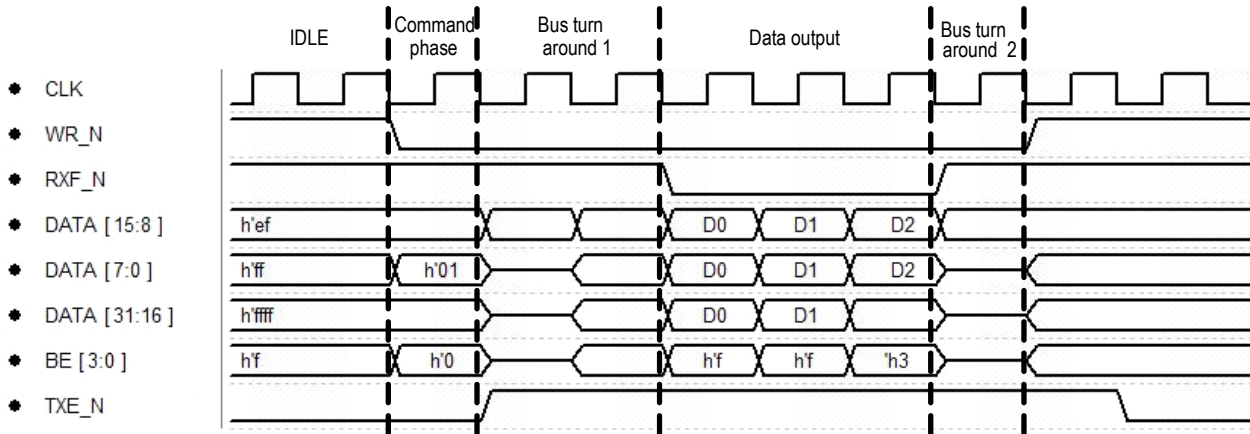 IDLE
Command
phase
Bus turn
around 1
Data output
Bus turn
around 2
CLK
WR_N
RXF_N
DATA [15:8] h'ef D0 D1 D2
DATA [7:0] h'ff h'01 D0 D1 D2
DATA [31:16] h'ffff D0 D1
BE [3:0] h'f h'0 h'f h'f 'h3
TXE_N